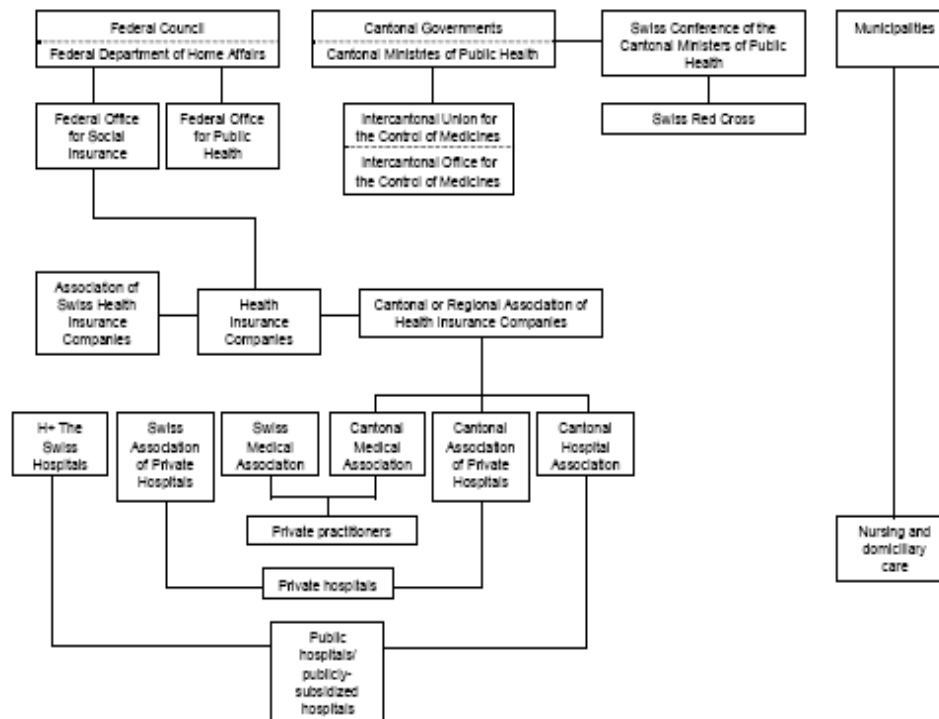 Federal Council
Federal Department of Home Affairs
Cantonal Governments
Cantonal Ministries of Public Health
Swiss Conference of the
Cantonal Ministers of Public
Health
Municipalities
Federal Office
for Social
Insurance
Federal Office
for Public
Health
Intercantonal Union for
the Control of Medicines
Intercantonal Office for
the Control of Medicines
Swiss Red Cross
Association of
Swiss Health
Insurance
Companies
Health
Insurance
Companies
Cantonal or Regional Association of
Health Insurance Companies
H+ The
Swiss
Hospitals
Swiss
Association
of Private
Hospitals
Swiss
Medical
Association
Cantonal
Medical
Association
Cantonal
Association
of Private
Hospitals
Cantonal
Hospital
Association
Private practitioners
Nursing and
domiciliary
care
Private hospitals
Public
hospitals/
publicly-
subsidized
hospitals